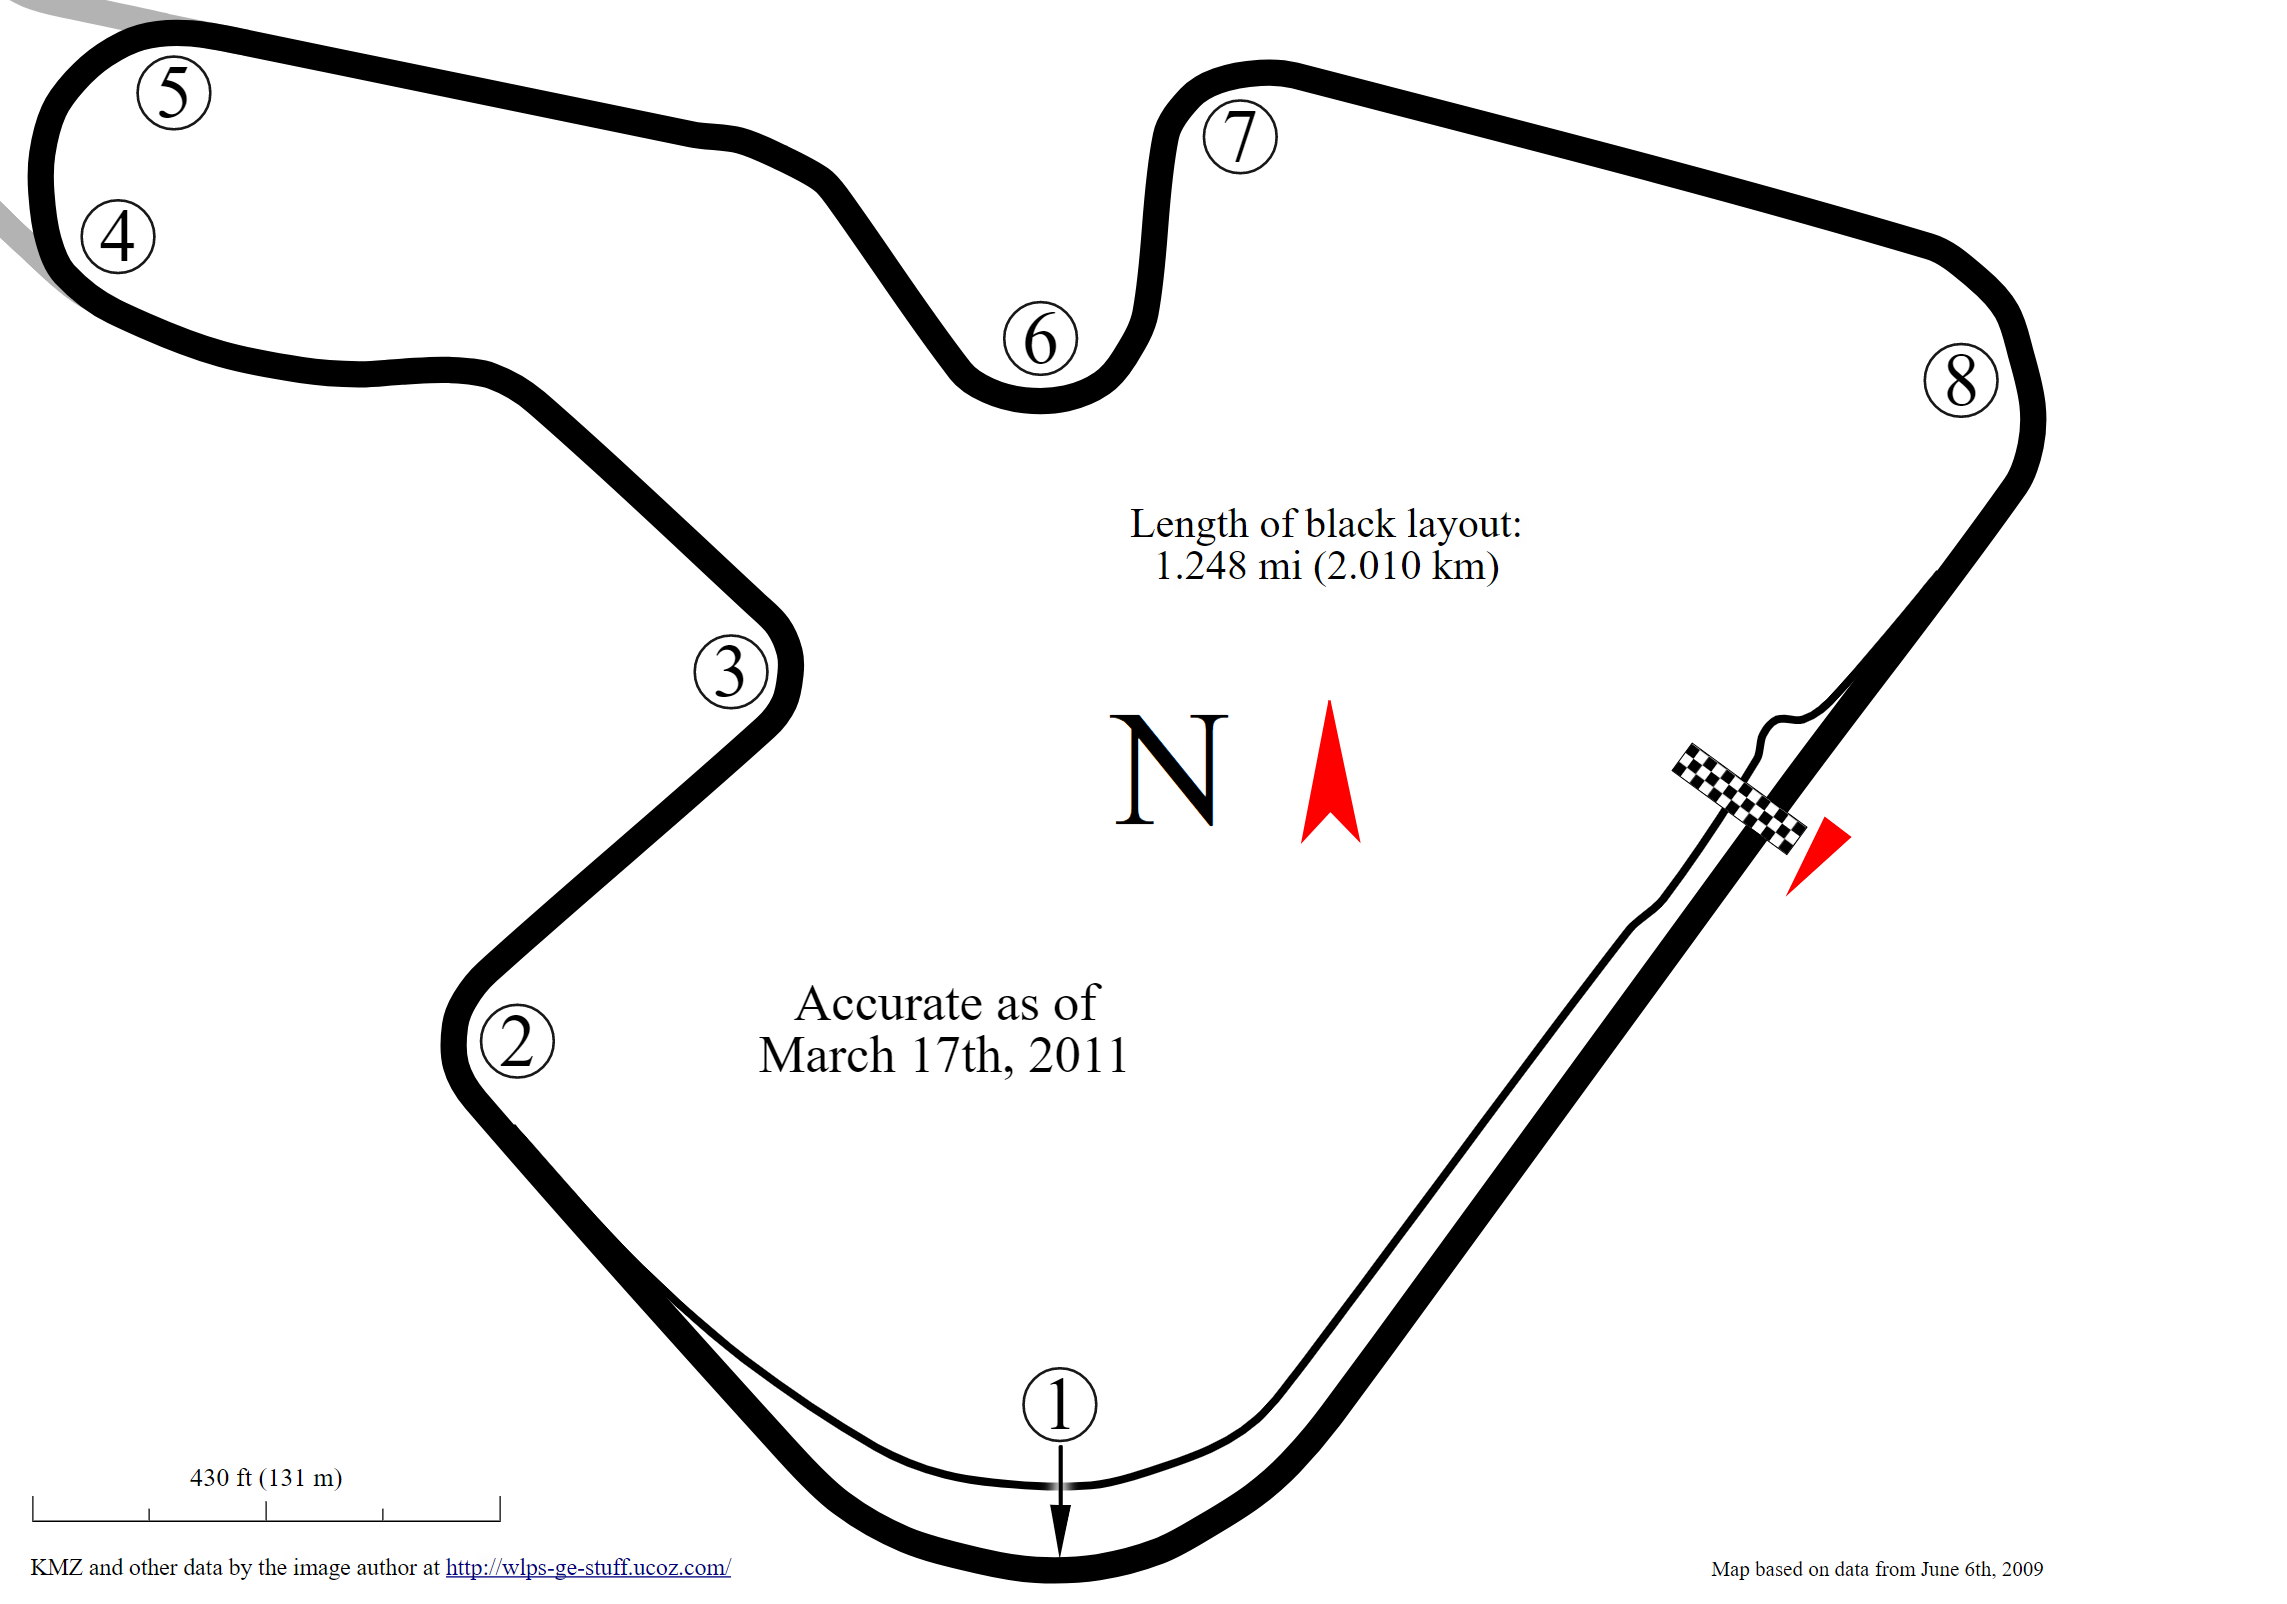 5
7
4
6
8
Length of black layout:
1.248 mi (2.010 km)
3
N
Accurate as of
March 17th, 2011
2
1
430 ft (131 m)
KMZ and other data by the image author at http://wlps-ge-stuff.ucoz.com/
Map based on data from June 6th, 2009